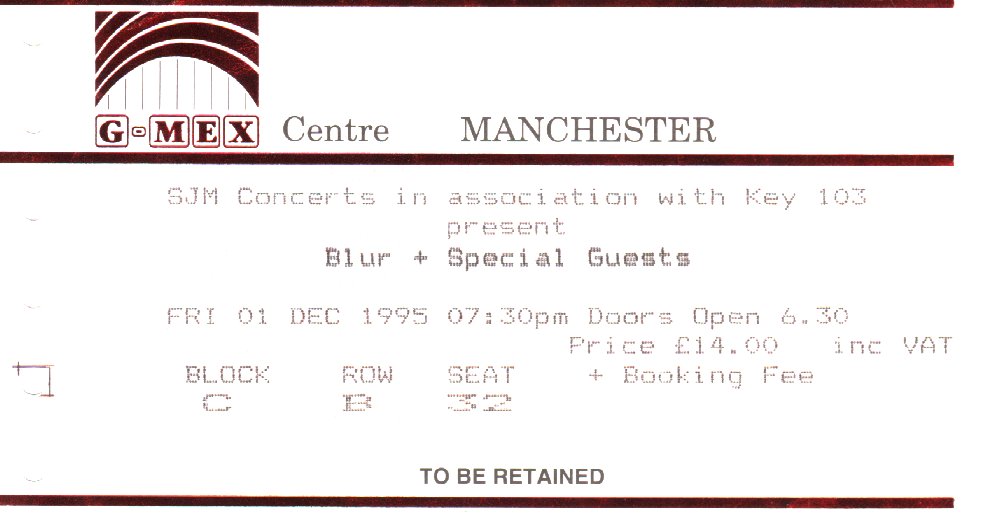 G-MEX Centre MANCHESTER
SJM Concerts in association with Key 103
present
Blur + Special Guests
FRI 01 DEC 1995 07:30pm Doors Open 6.30
Price £14.00 inc VAT
BLOCK ROW SEAT + Booking Fee
C B 32
TO BE RETAINED